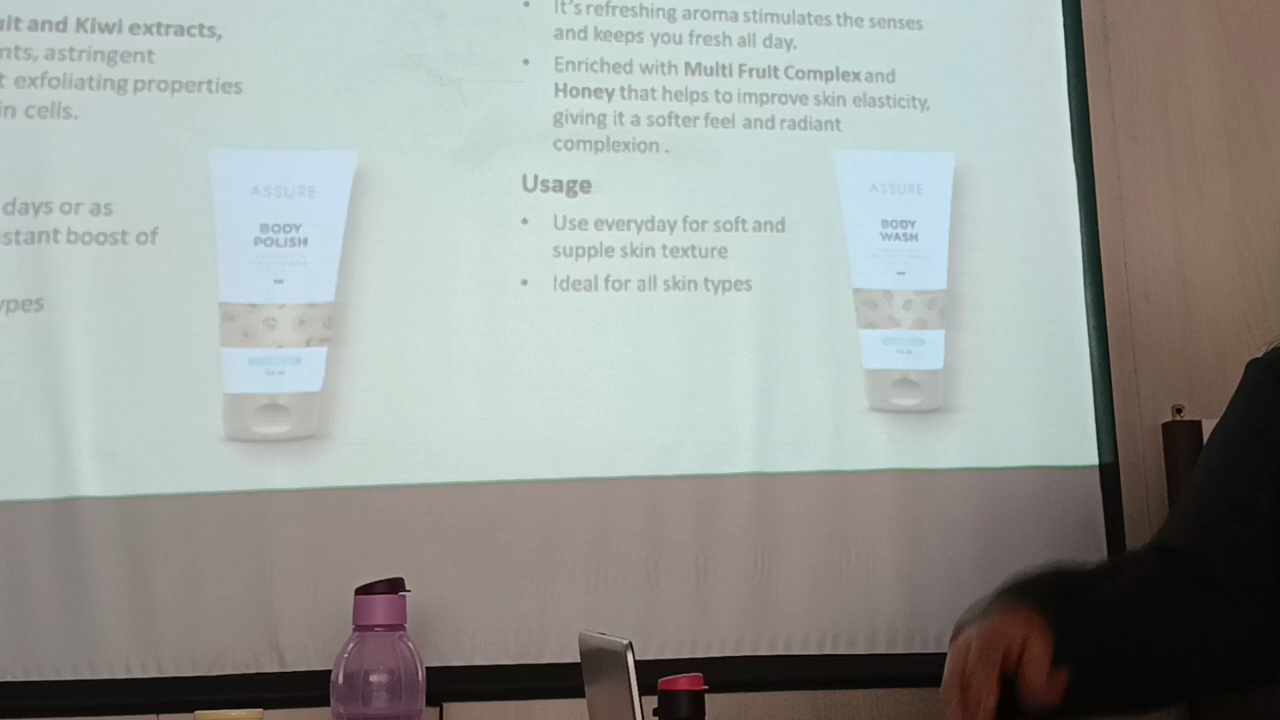 it and Kiwi extracts,
nts, astringent
t exfoliating properties
in cells.
days or as
stant boost of
ypes
ASSURE
BODY
POLISH
It's refreshing aroma stimulates the senses
and keeps you fresh all day.
Enriched with Multi Fruit Complex and
Honey that helps to improve skin elasticity,
giving it a softer feel and radiant
complexion .
Usage
Use everyday for soft and
supple skin texture
Ideal for all skin types
ASSURE
BODY
WASH